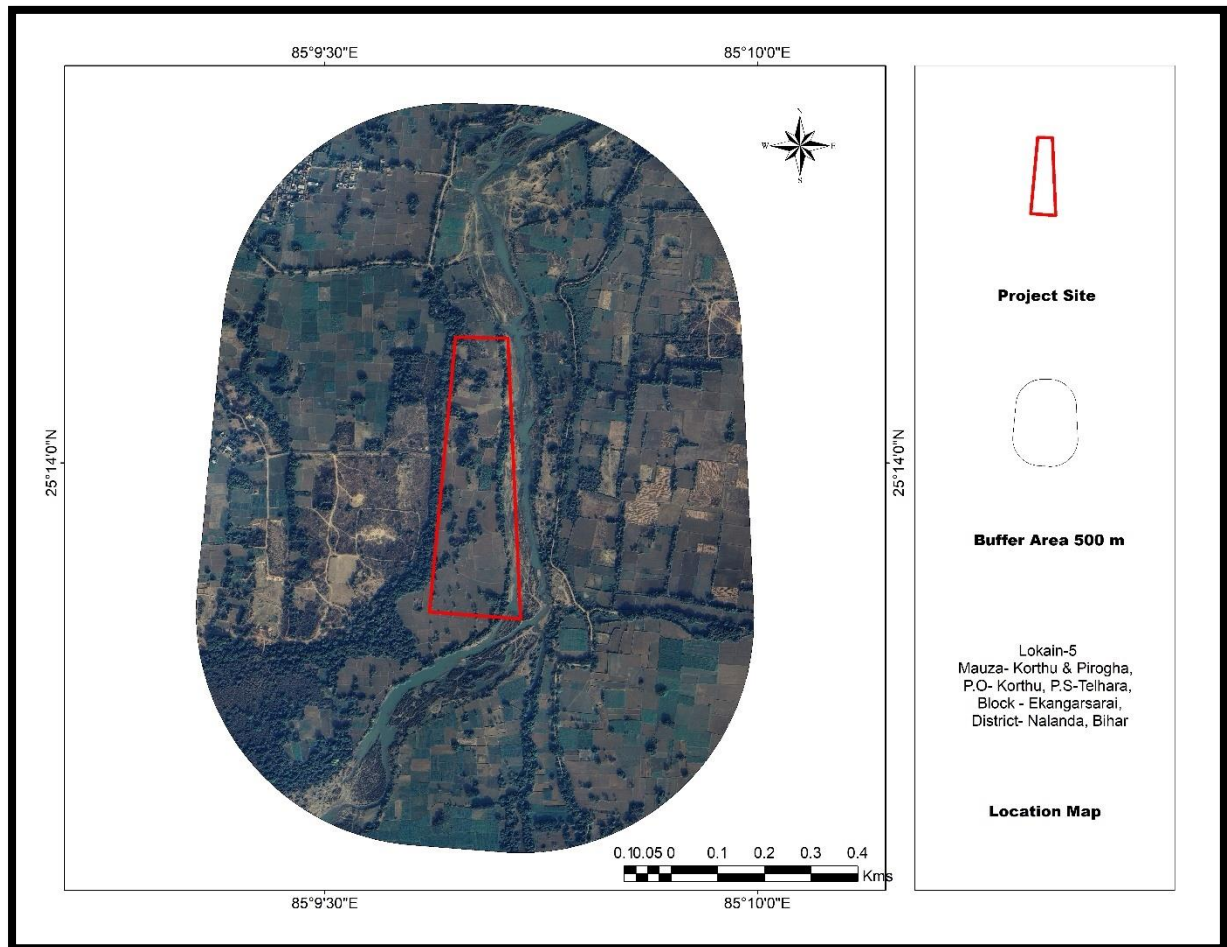 85°9'30"E 85°10'0"E
N
W E
S
25°14'0"N 25°14'0"N
0.10.05 0 0.1 0.2 0.3 0.4
Kms
85°9'30"E 85°10'0"E
Project Site
Buffer Area 500 m
Lokain-5
Mauza- Korthu & Pirogha,
P.O- Korthu, P.S-Telhara,
Block - Ekangarsarai,
District- Nalanda, Bihar
Location Map